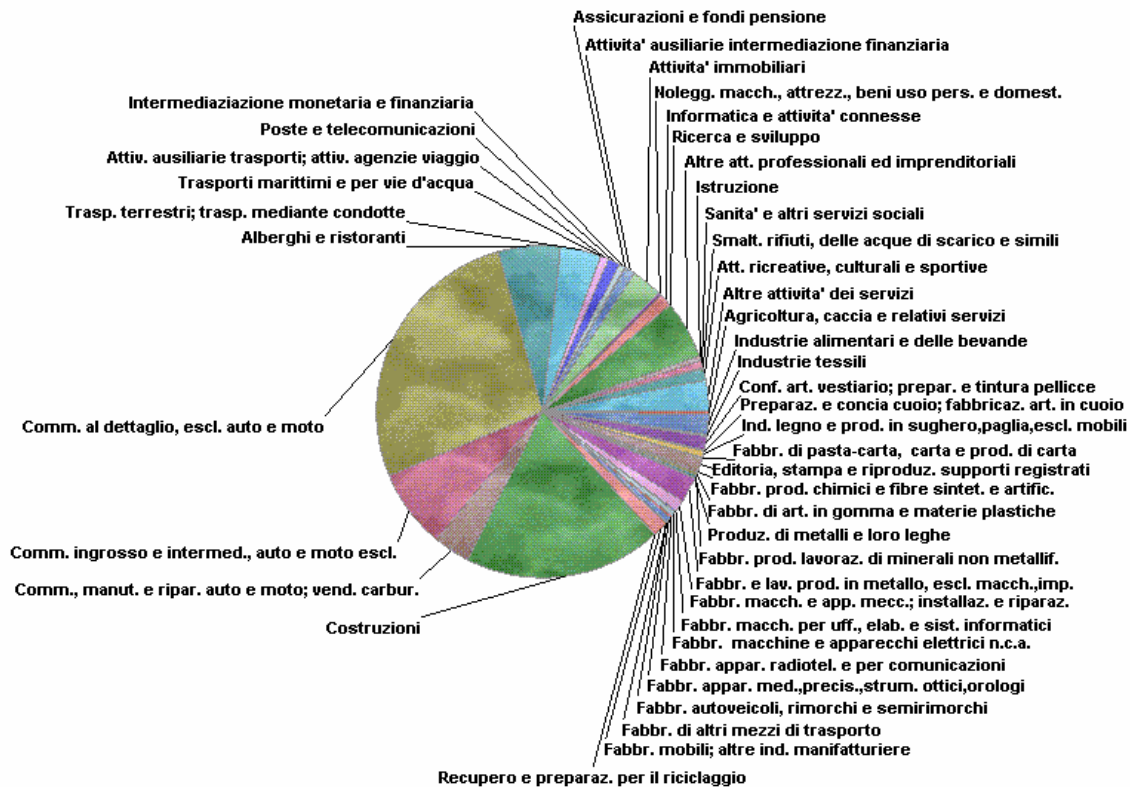 Assicurazioni e fondi pensione
Attivita' ausiliarie intermediazione finanziaria
Attivita' immobiliari
Nolegg. macch., attrezz., beni uso pers. e domest.
Informatica e attivita' connesse
Ricerca e sviluppo
Altre att. professionali ed imprenditoriali
Istruzione
Sanita' e altri servizi sociali
Smalt. rifiuti, delle acque di scarico e simili
Att. ricreative, culturali e sportive
Altre attivita' dei servizi
Agricoltura, caccia e relativi servizi
Industrie alimentari e delle bevande
Industrie tessili
Conf. art. vestiario; prepar. e tintura pellicce
Preparaz. e concia cuoio; fabbricaz. art. in cuoio
Ind. legno e prod. in sughero,paglia,escl. mobili
Fabbr. di pasta-carta, carta e prod. di carta
Editoria, stampa e riproduz. supporti registrati
Fabbr. prod. chimici e fibre sintet. e artific.
Fabbr. di art. in gomma e materie plastiche
Produz. di metalli e loro leghe
Fabbr. prod. lavoraz. di minerali non metallif.
Fabbr. e lav. prod. in metallo, escl. macch.,imp.
Fabbr. macch. e app. mecc.; installaz. e riparaz.
Fabbr. macch. per uff., elab. e sist. informatici
Fabbr. macchine e apparecchi elettrici n.c.a.
Fabbr. appar. radiotel. e per comunicazioni
Fabbr. appar. med.,precis.,strum. ottici,orologi
Fabbr. autoveicoli, rimorchi e semirimorchi
Fabbr. di altri mezzi di trasporto
Fabbr. mobili; altre ind. manifatturiere
Recupero e preparaz. per il riciclaggio
Costruzioni
Comm., manut. e ripar. auto e moto; vend. carbur.
Comm. ingrosso e intermed., auto e moto escl.
Comm. al dettaglio, escl. auto e moto
Alberghi e ristoranti
Trasp. terrestri; trasp. mediante condotte
Trasporti marittimi e per vie d'acqua
Attiv. ausiliarie trasporti; attiv. agenzie viaggio
Poste e telecomunicazioni
Intermediaziazione monetaria e finanziaria